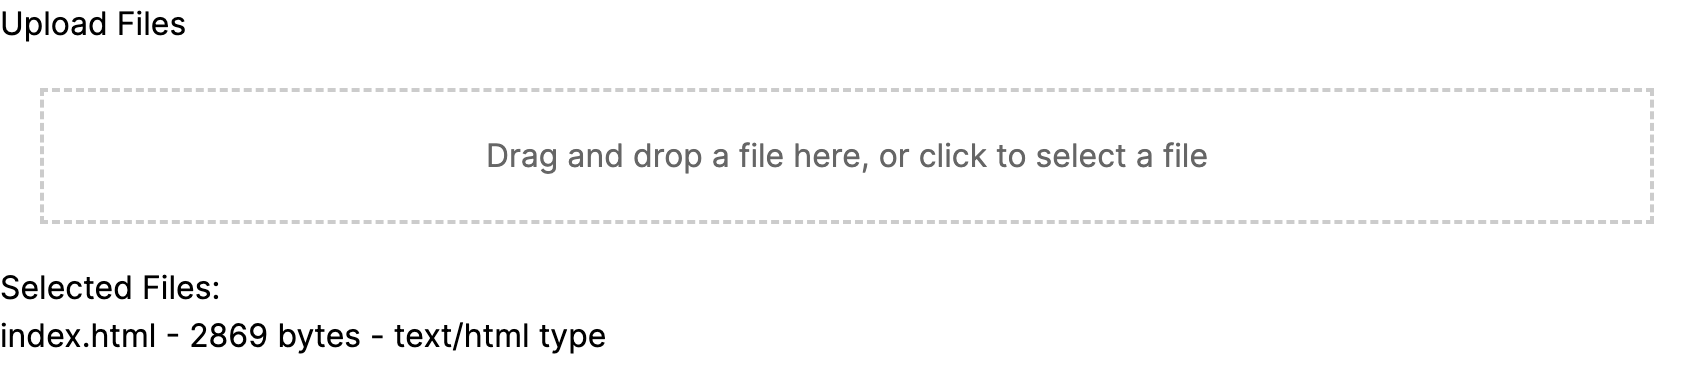 Upload Files
Drag and drop a file here, or click to select a file
Selected Files:
index.html - 2869 bytes - text/html type